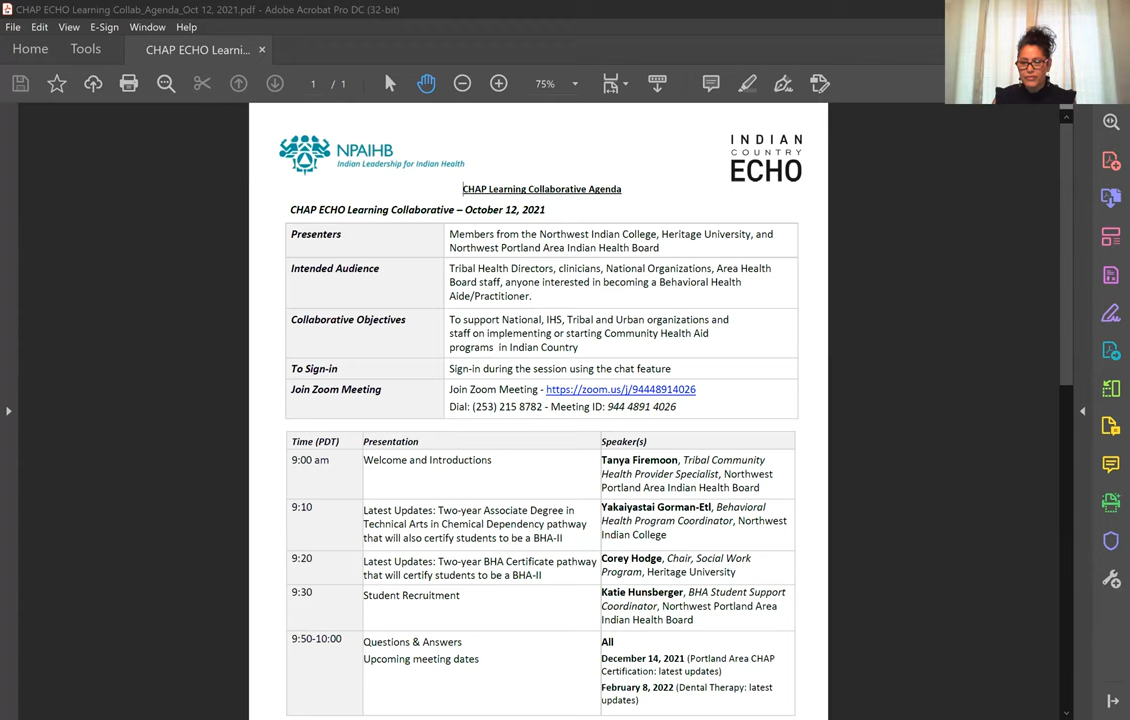 CHAP ECHO Learning Collab_Agenda_Oct 12, 2021.pdf - Adobe Acrobat Pro DC (32-bit)
File Edit View E-Sign Window Help
Home Tools CHAP ECHO Learni... ×
1 / 1 75%
NPAIHB
Indian Leadership for Indian Health
INDIAN
COUNTRY
ECHO
CHAP Learning Collaborative Agenda
CHAP ECHO Learning Collaborative – October 12, 2021
Presenters
Members from the Northwest Indian College, Heritage University, and
Northwest Portland Area Indian Health Board
Intended Audience
Tribal Health Directors, clinicians, National Organizations, Area Health
Board staff, anyone interested in becoming a Behavioral Health
Aide/Practitioner.
Collaborative Objectives
To support National, IHS, Tribal and Urban organizations and
staff on implementing or starting Community Health Aid
programs in Indian Country
To Sign-in
Sign-in during the session using the chat feature
Join Zoom Meeting
Join Zoom Meeting - https://zoom.us/j/94448914026
Dial: (253) 215 8782 - Meeting ID: 944 4891 4026
Time (PDT) Presentation Speaker(s)
9:00 am
Welcome and Introductions
Tanya Firemoon, Tribal Community
Health Provider Specialist, Northwest
Portland Area Indian Health Board
9:10
Latest Updates: Two-year Associate Degree in
Technical Arts in Chemical Dependency pathway
that will also certify students to be a BHA-II
Yakaiyastai Gorman-Etl, Behavioral
Health Program Coordinator, Northwest
Indian College
9:20
Latest Updates: Two-year BHA Certificate pathway
that will certify students to be a BHA-II
Corey Hodge, Chair, Social Work
Program, Heritage University
9:30
Student Recruitment
Katie Hunsberger, BHA Student Support
Coordinator, Northwest Portland Area
Indian Health Board
9:50-10:00
Questions & Answers
Upcoming meeting dates
All
December 14, 2021 (Portland Area CHAP
Certification: latest updates)
February 8, 2022 (Dental Therapy: latest
updates)